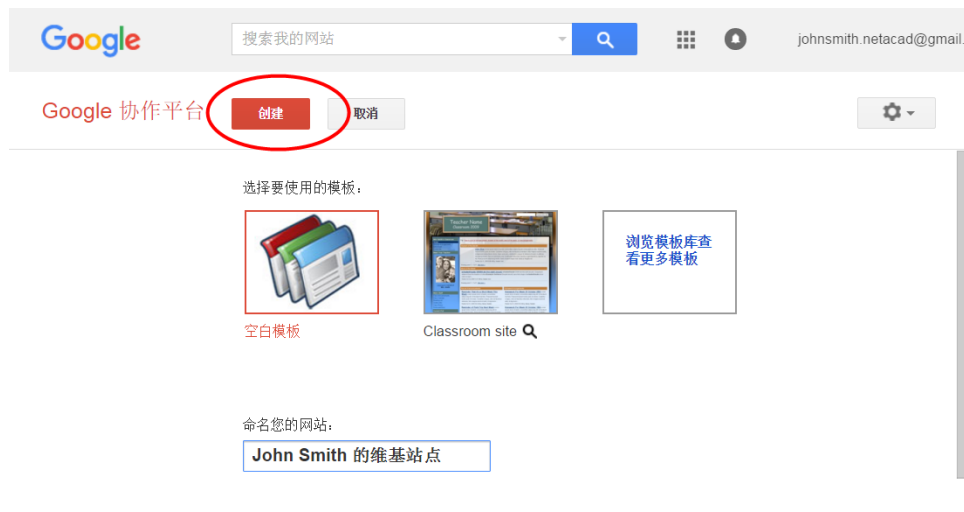 Google
搜索我的网站
johnsmith.netacad@gmail.
Google 协作平台
创建
取消
选择要使用的模板：
Teacher Name
浏览模板库查
看更多模板
空白模板
Classroom site
命名您的网站：
John Smith 的维基站点